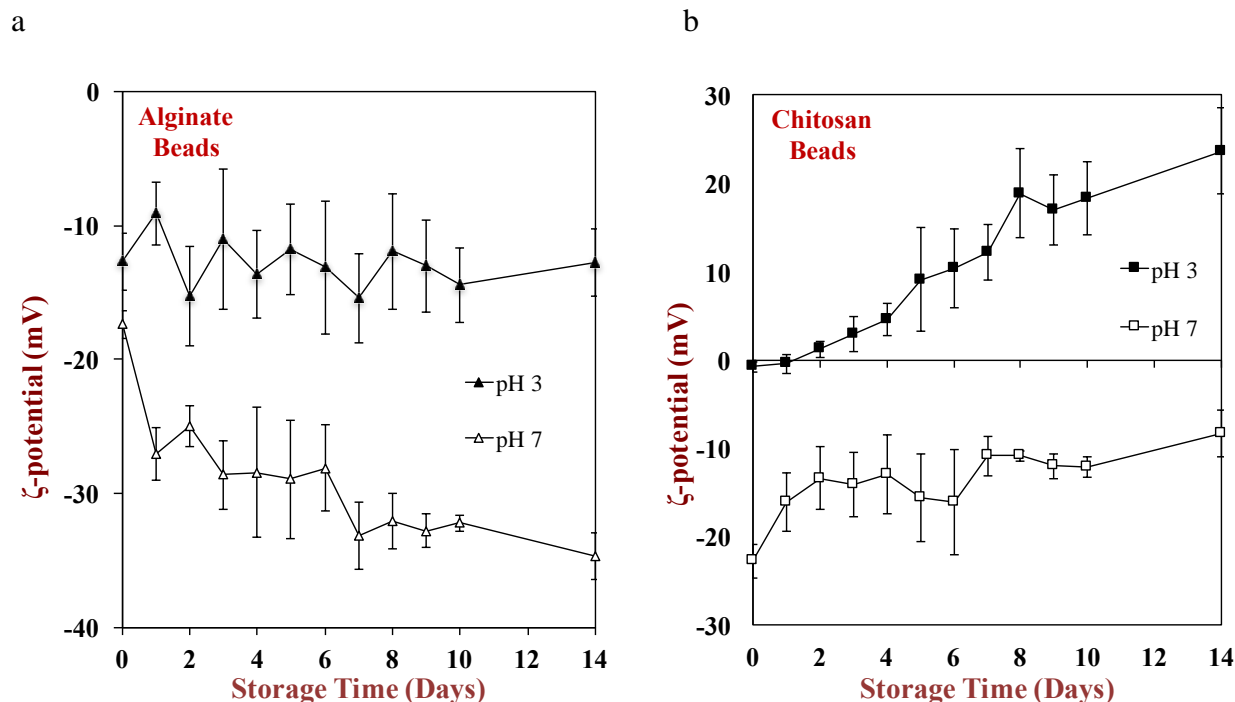 a
0
-10
-20
-30
-40
ζ-potential (mV)
Alginate
Beads
pH 3
pH 7
0 2 4 6 8 10 12 14
Storage Time (Days)
b
30
20
10
0
-10
-20
-30
ζ-potential (mV)
Chitosan
Beads
pH 3
pH 7
0 2 4 6 8 10 12 14
Storage Time (Days)